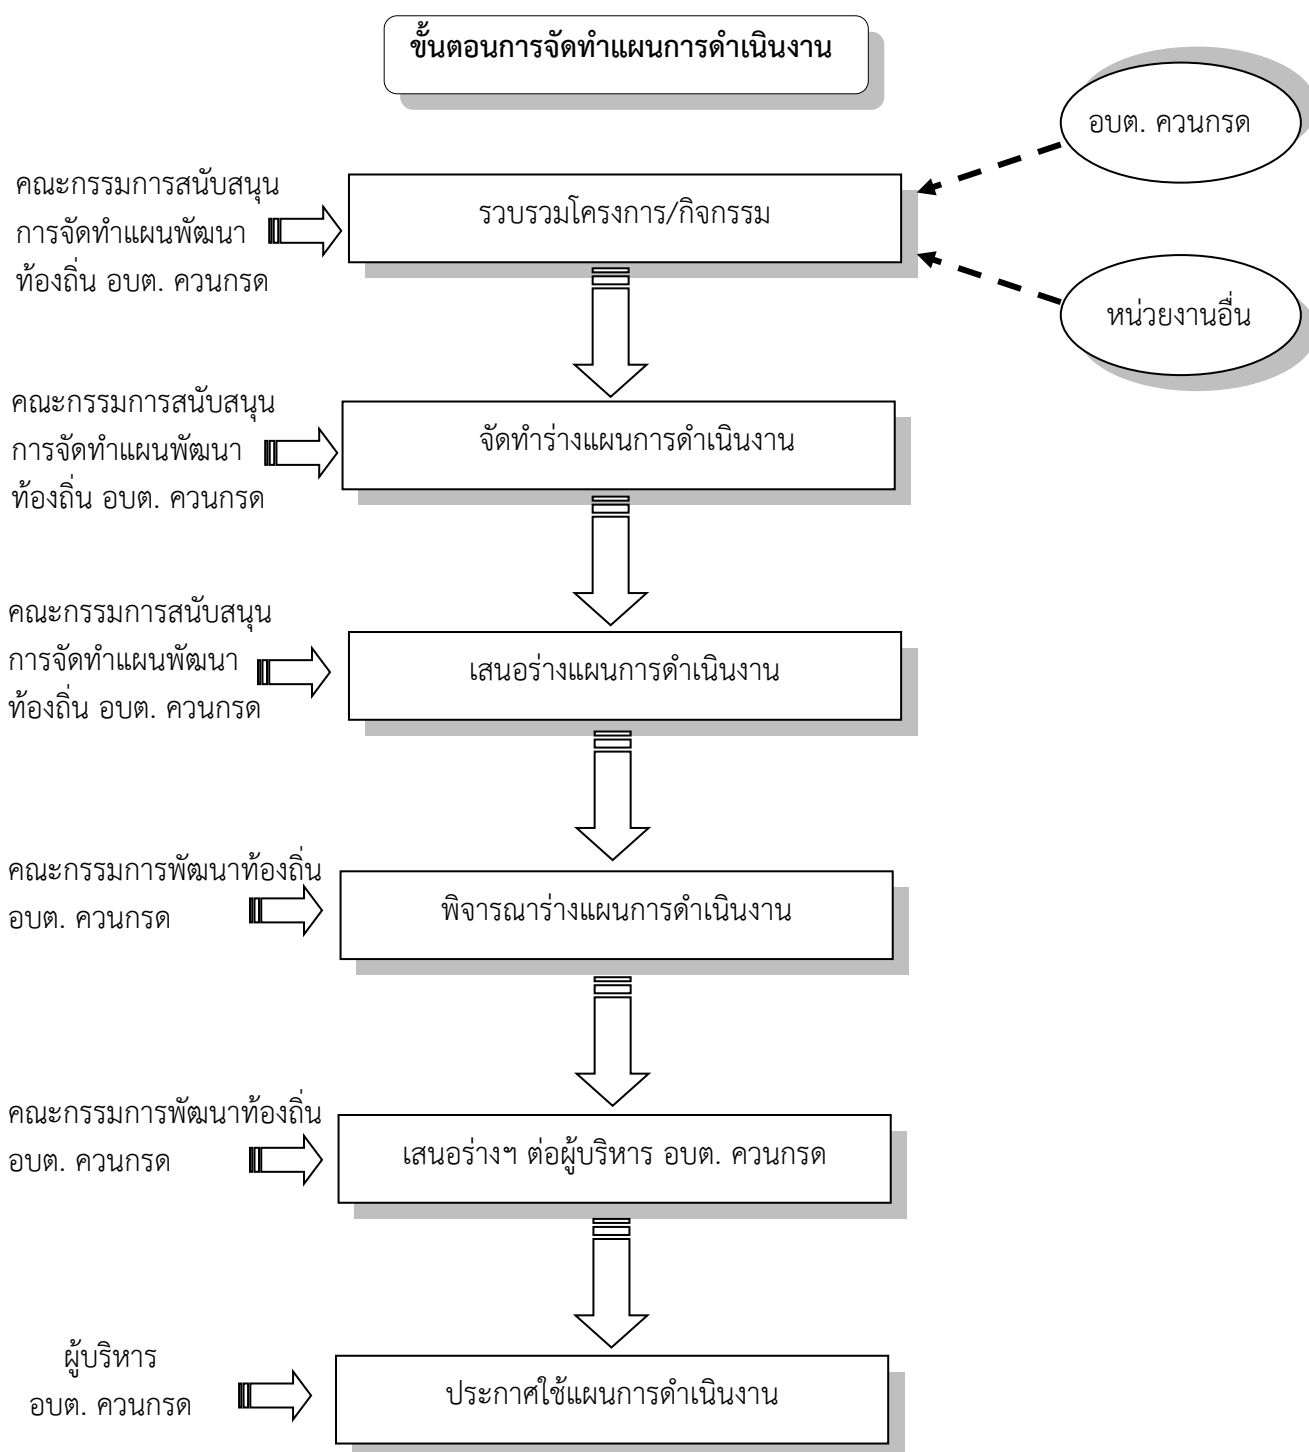 ขั้นตอนการจัดทำแผนการดำเนินงาน
อบต. ควนกรด
คณะกรรมการสนับสนุน
การจัดทำแผนพัฒนา
ท้องถิ่น อบต. ควนกรด
รวบรวมโครงการ/กิจกรรม
หน่วยงานอื่น
คณะกรรมการสนับสนุน
การจัดทำแผนพัฒนา
ท้องถิ่น อบต. ควนกรด
จัดทำร่างแผนการดำเนินงาน
คณะกรรมการสนับสนุน
การจัดทำแผนพัฒนา
ท้องถิ่น อบต. ควนกรด
เสนอร่างแผนการดำเนินงาน
คณะกรรมการพัฒนาท้องถิ่น
อบต. ควนกรด
พิจารณาร่างแผนการดำเนินงาน
คณะกรรมการพัฒนาท้องถิ่น
อบต. ควนกรด
เสนอร่างฯ ต่อผู้บริหาร อบต. ควนกรด
ผู้บริหาร
อบต. ควนกรด
ประกาศใช้แผนการดำเนินงาน